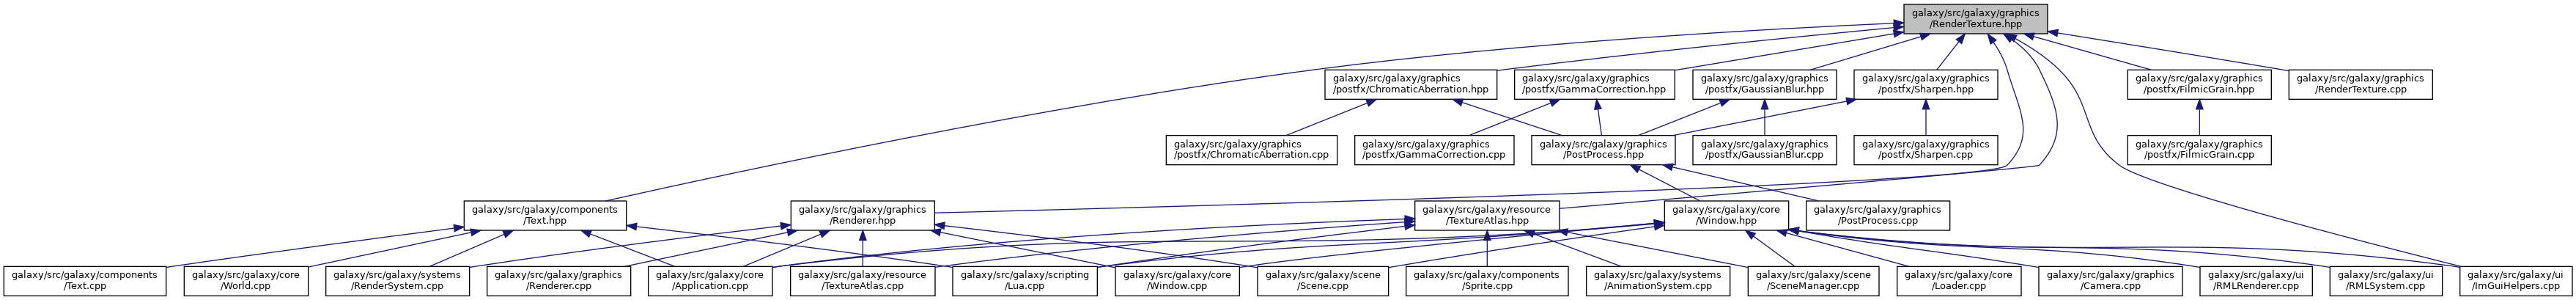 galaxy/src/galaxy/graphics
/RenderTexture.hpp
galaxy/src/galaxy/graphics
/postfx/ChromaticAberration.hpp
galaxy/src/galaxy/graphics
/postfx/GammaCorrection.hpp
galaxy/src/galaxy/graphics
/postfx/GaussianBlur.hpp
galaxy/src/galaxy/graphics
/postfx/Sharpen.hpp
galaxy/src/galaxy/graphics
/postfx/FilmicGrain.hpp
galaxy/src/galaxy/graphics
/RenderTexture.cpp
galaxy/src/galaxy/graphics
/postfx/ChromaticAberration.cpp
galaxy/src/galaxy/graphics
/postfx/GammaCorrection.cpp
galaxy/src/galaxy/graphics
/PostProcess.hpp
galaxy/src/galaxy/graphics
/postfx/GaussianBlur.cpp
galaxy/src/galaxy/graphics
/postfx/Sharpen.cpp
galaxy/src/galaxy/graphics
/postfx/FilmicGrain.cpp
galaxy/src/galaxy/components
/Text.hpp
galaxy/src/galaxy/graphics
/Renderer.hpp
galaxy/src/galaxy/resource
/TextureAtlas.hpp
galaxy/src/galaxy/core
/Window.hpp
galaxy/src/galaxy/graphics
/PostProcess.cpp
galaxy/src/galaxy/components
/Text.cpp
galaxy/src/galaxy/core
/World.cpp
galaxy/src/galaxy/systems
/RenderSystem.cpp
galaxy/src/galaxy/graphics
/Renderer.cpp
galaxy/src/galaxy/core
/Application.cpp
galaxy/src/galaxy/resource
/TextureAtlas.cpp
galaxy/src/galaxy/scripting
/Lua.cpp
galaxy/src/galaxy/core
/Window.cpp
galaxy/src/galaxy/scene
/Scene.cpp
galaxy/src/galaxy/components
/Sprite.cpp
galaxy/src/galaxy/systems
/AnimationSystem.cpp
galaxy/src/galaxy/scene
/SceneManager.cpp
galaxy/src/galaxy/core
/Loader.cpp
galaxy/src/galaxy/graphics
/Camera.cpp
galaxy/src/galaxy/ui
/RMLRenderer.cpp
galaxy/src/galaxy/ui
/RMLSystem.cpp
galaxy/src/galaxy/ui
/ImGuiHelpers.cpp